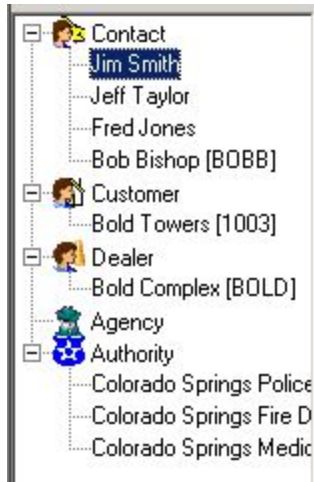 Contact
Jim Smith
Jeff Taylor
Fred Jones
Bob Bishop [BOBB]
Customer
Bold Towers [1003]
Dealer
Bold Complex [BOLD]
Agency
Authority
Colorado Springs Police
Colorado Springs Fire D
Colorado Springs Medic